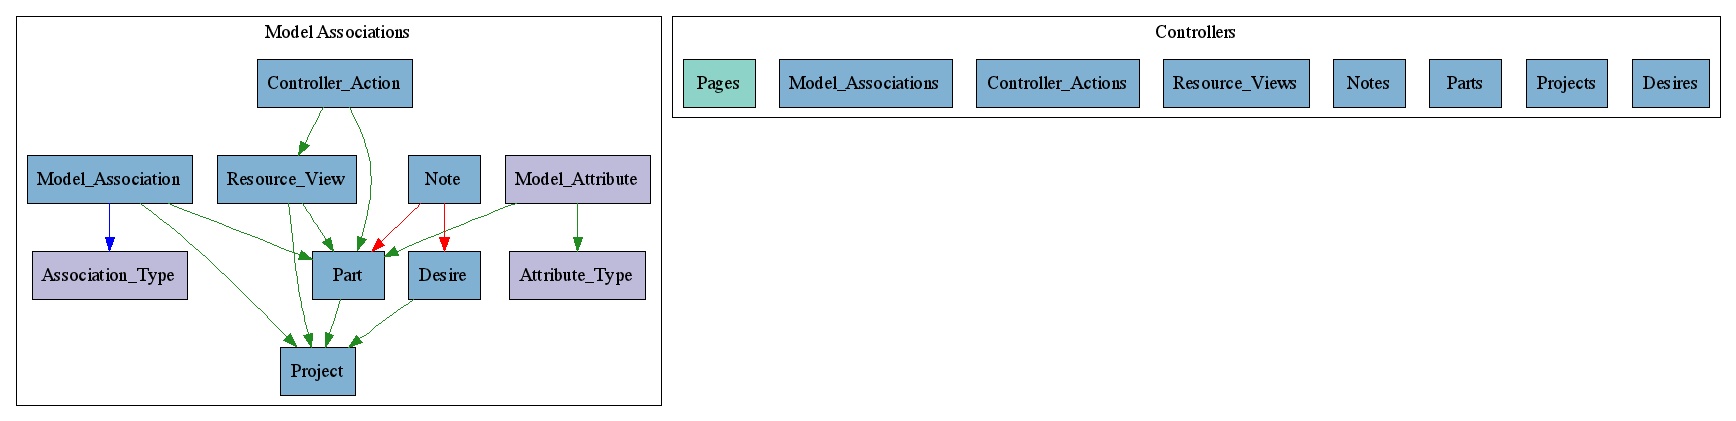 Model Associations
Controller_Action
Model_Association
Resource_View
Note
Model_Attribute
Association_Type
Part
Desire
Attribute_Type
Project
Controllers
Pages
Model_Associations
Controller_Actions
Resource_Views
Notes
Parts
Projects
Desires